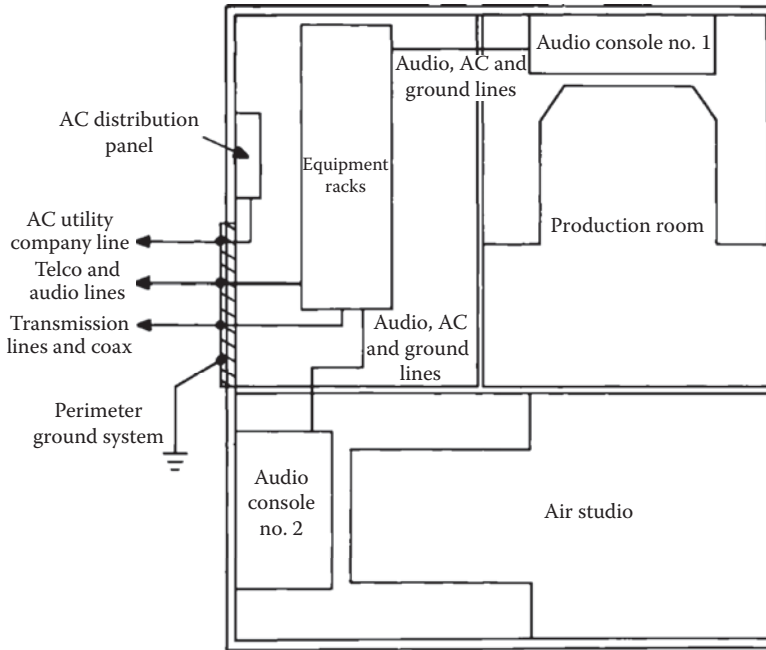 Audio console no. 1
Audio, AC and
ground lines
AC distribution
panel
Equipment
racks
AC utility
company line
Production room
Telco and
audio lines
Transmission
lines and coax
Audio, AC
and ground
lines
Perimeter
ground system
Audio
console
no. 2
Air studio